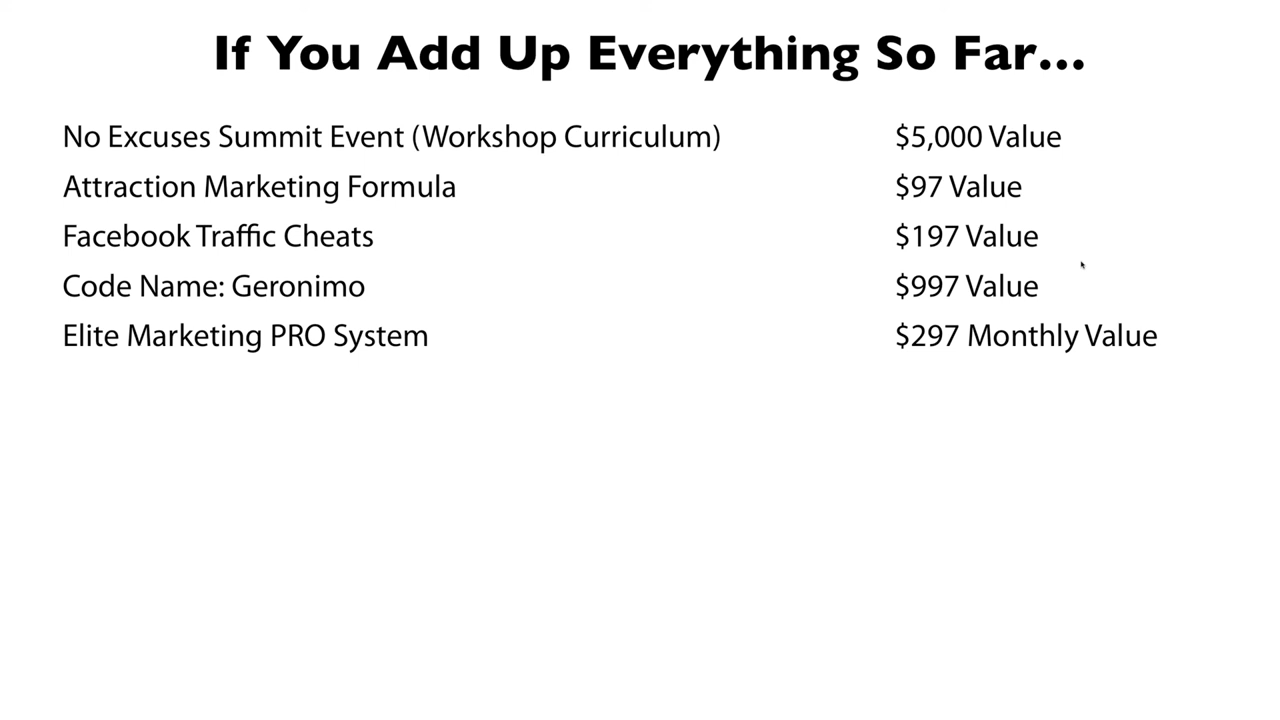 If You Add Up Everything So Far...
No Excuses Summit Event (Workshop Curriculum) $5,000 Value
Attraction Marketing Formula $97 Value
Facebook Traffic Cheats $197 Value
Code Name: Geronimo $997 Value
Elite Marketing PRO System $297 Monthly Value